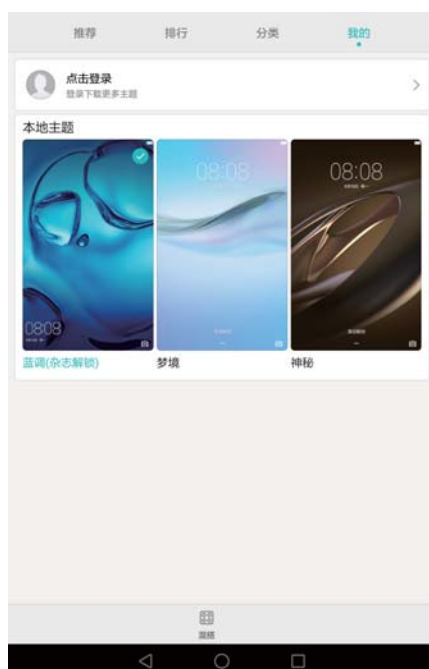 推荐
排行
分类
我的
点击登录
登录下载更多主题
本地主题
08:08
08:08
08:08
蓝调(杂志解锁)
梦境
神秘
混搭